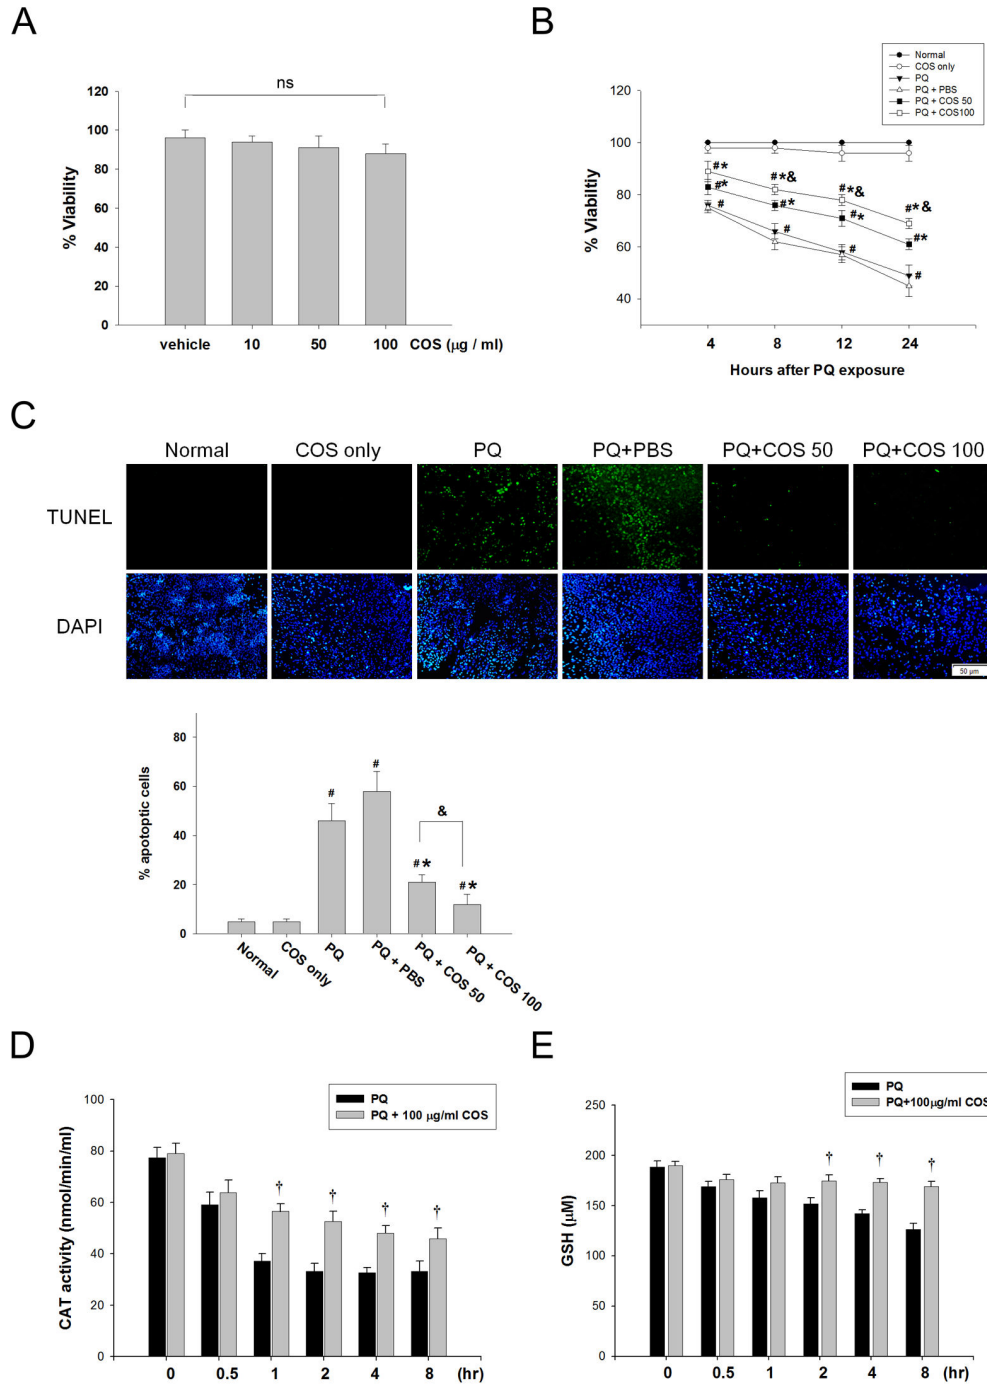 A
ns
120
100
80
60
40
20
0
% Viability
vehicle 10 50 100 COS (μg / ml)
B
Normal
COS only
PQ
PQ + PBS
PQ + COS 50
PQ + COS100
120
100
80
60
40
% Viabiltiy
#* #*& #*& #*&
#* #* #* #*
# # # #
4 8 12 24
Hours after PQ exposure
C
Normal COS only PQ PQ+PBS PQ+COS 50 PQ+COS 100
TUNEL
DAPI
50 μm
80
60
40
20
0
% apotoptic cells
# # #* #*
&
Normal COS only PQ PQ + PBS PQ + COS 50 PQ + COS 100
D
PQ
PQ + 100 μg/ml COS
100
80
60
40
20
0
CAT activity (nmol/min/ml)
† † † †
0 0.5 1 2 4 8 (hr)
E
PQ
PQ+100μg/ml COS
250
200
150
100
50
0
GSH (μM)
† † †
0 0.5 1 2 4 8 (hr)